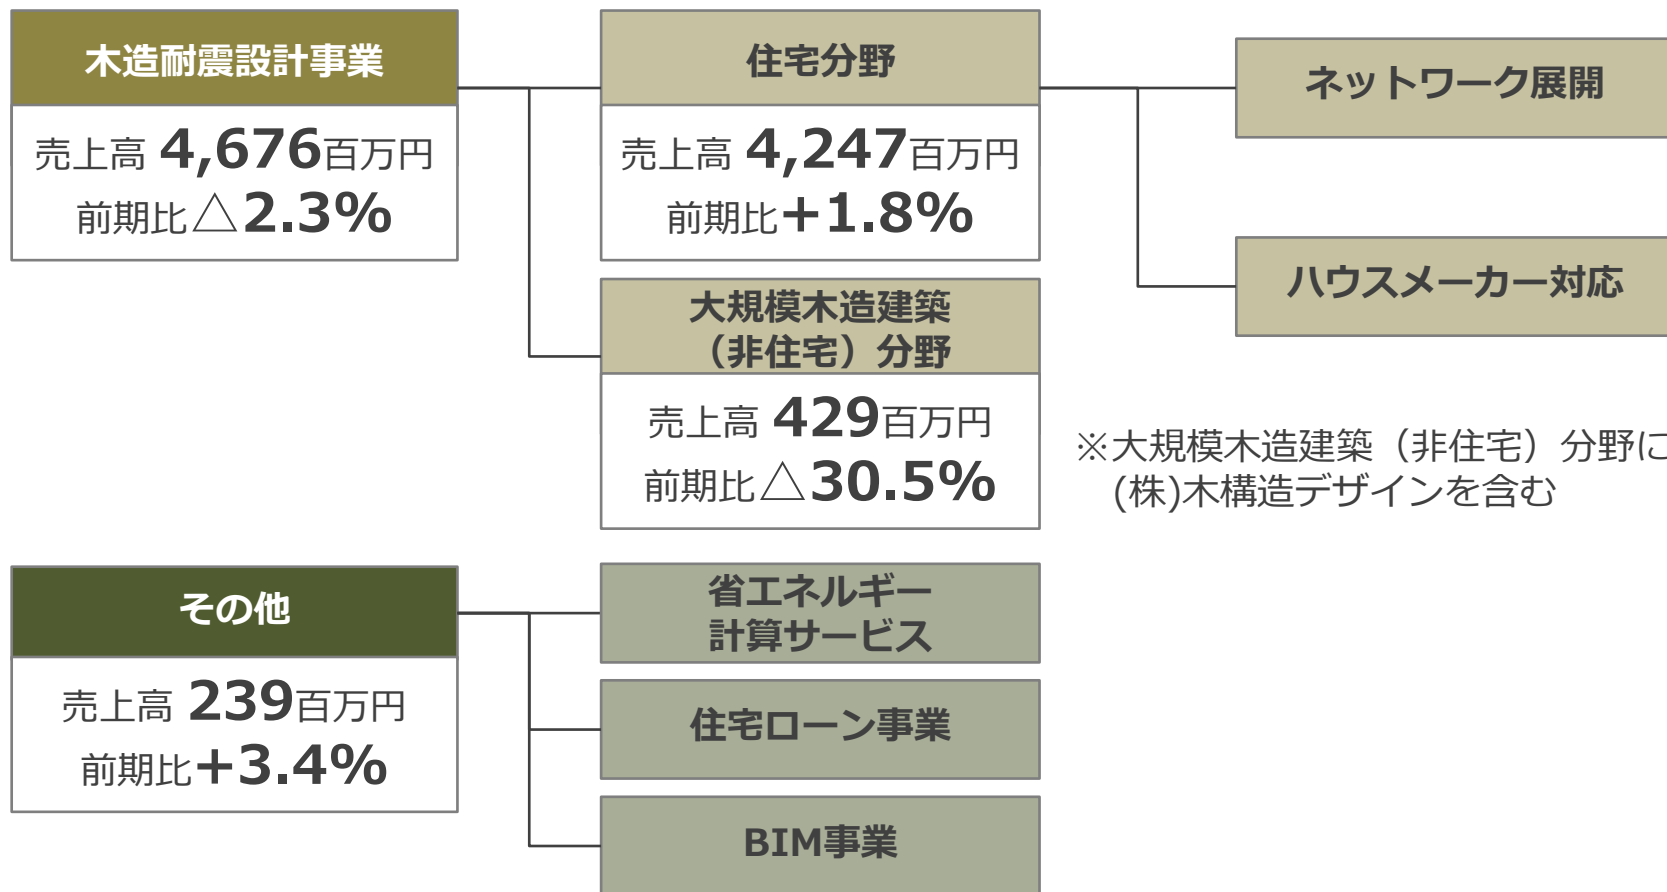 木造耐震設計事業
売上高 4,676百万円
前期比△2.3%
住宅分野
売上高 4,247百万円
前期比+1.8%
ネットワーク展開
ハウスメーカー対応
大規模木造建築
（非住宅）分野
売上高 429百万円
前期比△30.5%
※大規模木造建築（非住宅）分野に
(株)木構造デザインを含む
その他
売上高 239百万円
前期比+3.4%
省エネルギー
計算サービス
住宅ローン事業
BIM事業